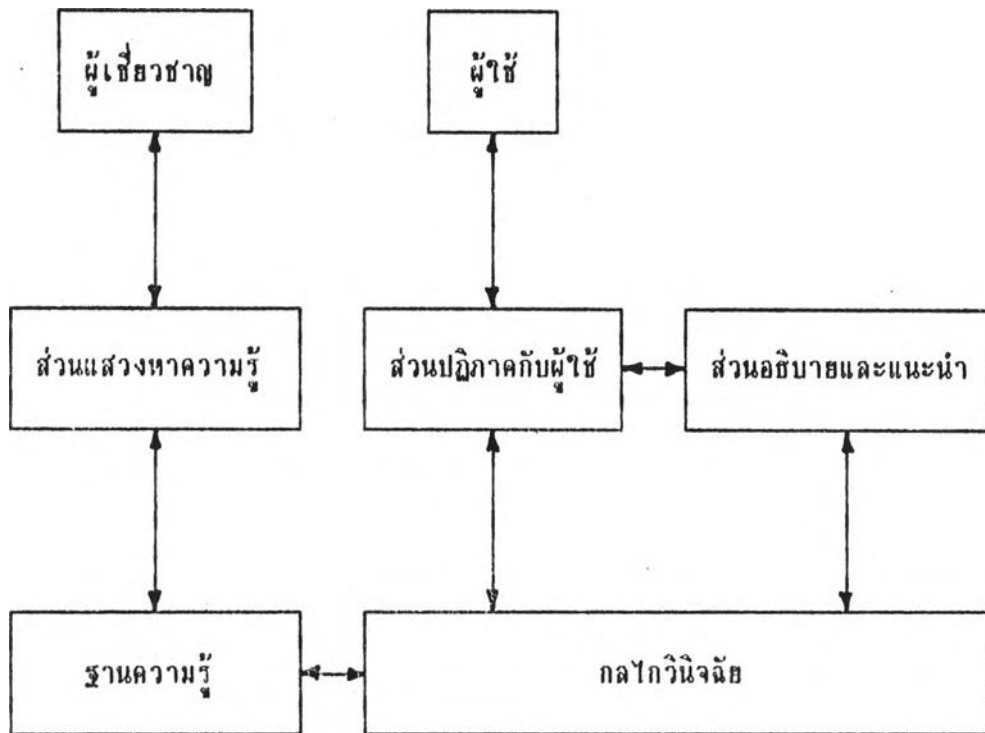 ผู้เชี่ยวชาญ
ผู้ใช้
ส่วนแสวงหาความรู้
ส่วนปฏิภาคกับผู้ใช้
ส่วนอธิบายและแนะนำ
ฐานความรู้
กลไกวินิจฉัย